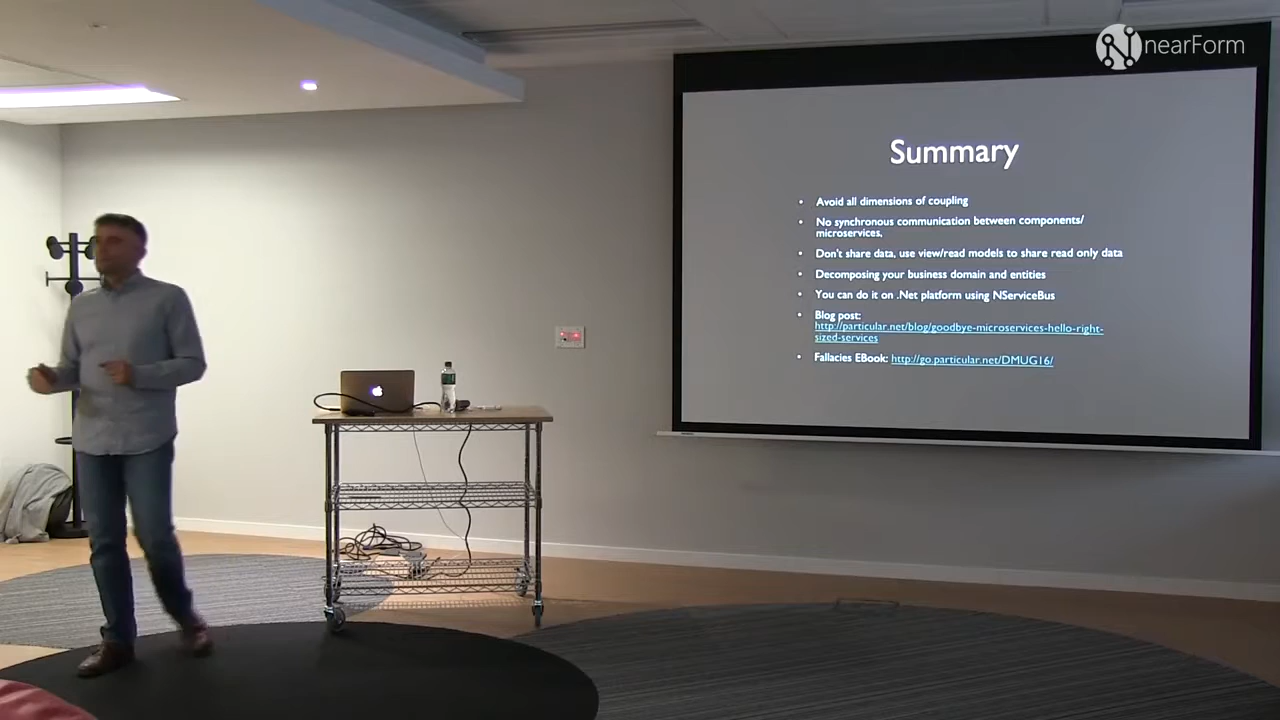 nearForm
Summary
• Avoid all dimensions of coupling
• No synchronous communication between components/
microservices,
• Don't share data, use view/read models to share read only data
• Decomposing your business domain and entities
• You can do it on .Net platform using NServiceBus
• Blog post:
http://particular.net/blog/goodbye-microservices-hello-right-
sized-services
• Fallacies EBook: http://go.particular.net/DMUG16/